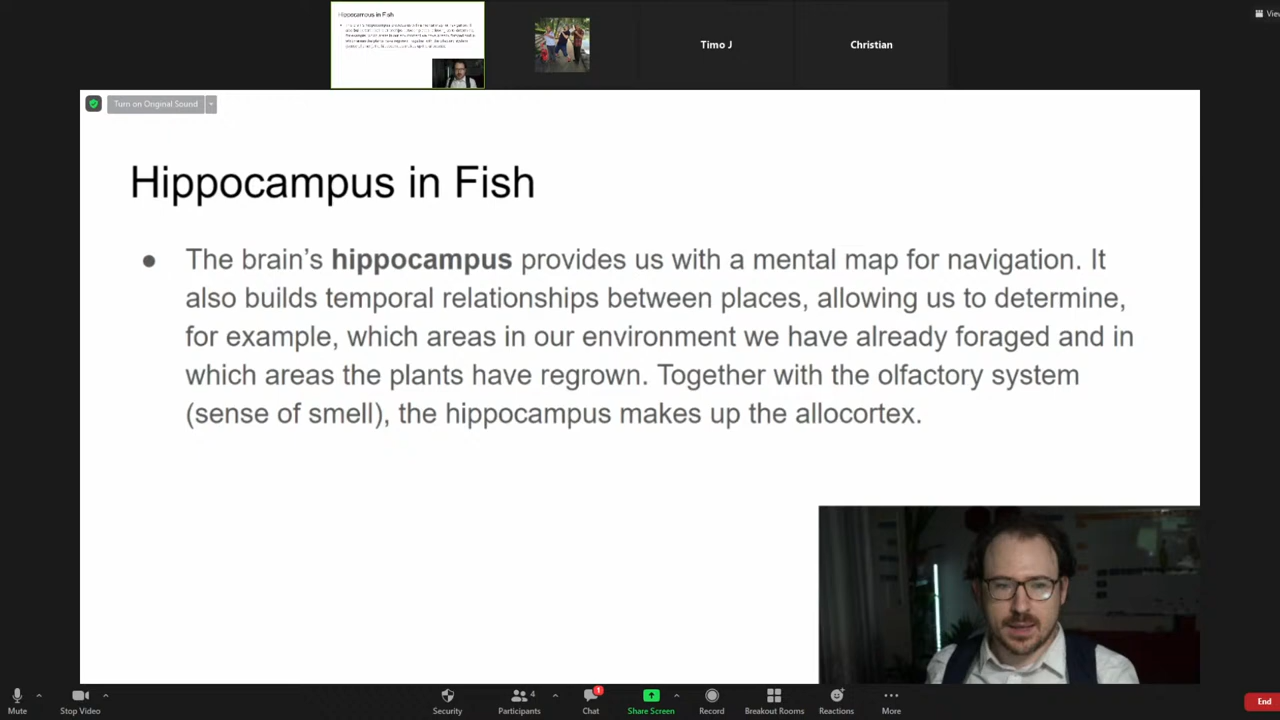 Hippocampus in Fish
Timo J
Christian
Turn on Original Sound
Hippocampus in Fish
● The brain’s hippocampus provides us with a mental map for navigation. It
also builds temporal relationships between places, allowing us to determine,
for example, which areas in our environment we have already foraged and in
which areas the plants have regrown. Together with the olfactory system
(sense of smell), the hippocampus makes up the allocortex.
Mute
Stop Video
Security
Participants
4
Chat
1
Share Screen
Record
Breakout Rooms
Reactions
More
End